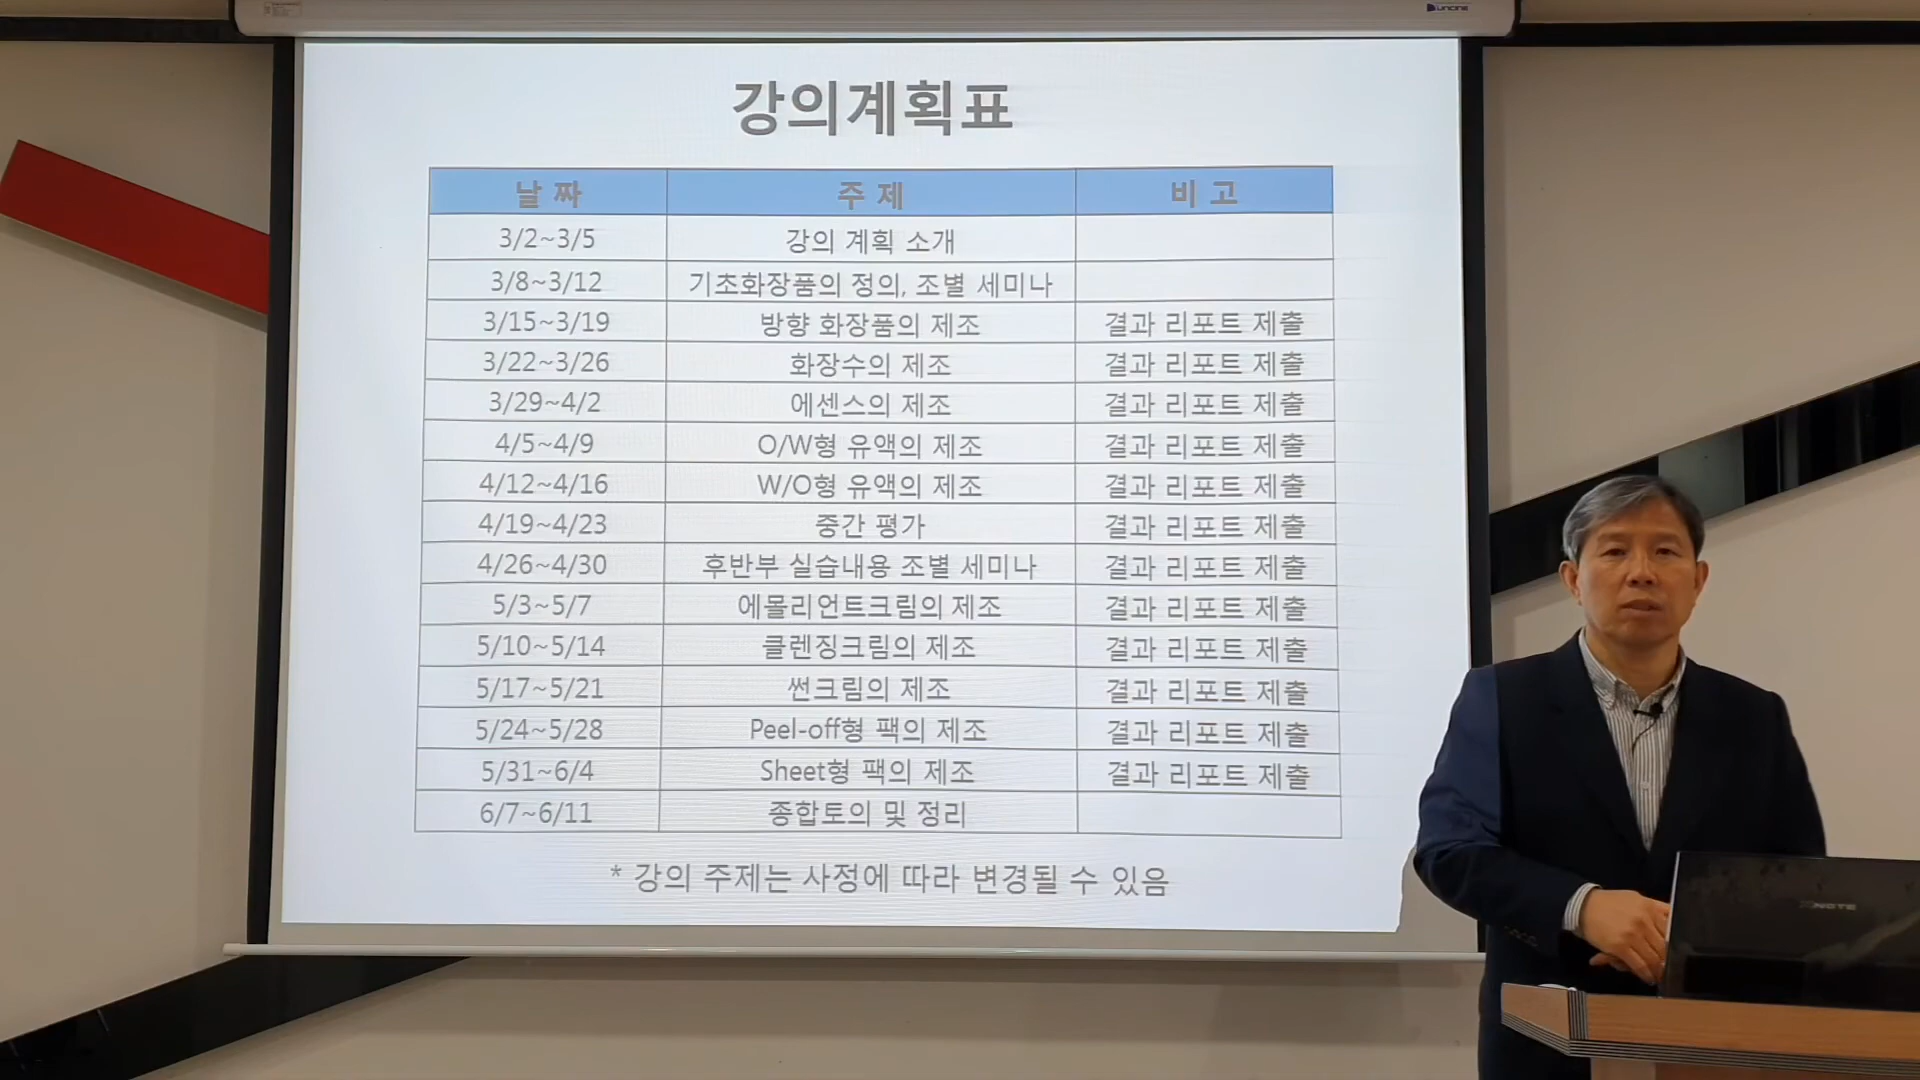 강의계획표
날 짜 주 제 비 고
3/2~3/5 강의 계획 소개
3/8~3/12 기초화장품의 정의, 조별 세미나
3/15~3/19 방향 화장품의 제조 결과 리포트 제출
3/22~3/26 화장수의 제조 결과 리포트 제출
3/29~4/2 에센스의 제조 결과 리포트 제출
4/5~4/9 O/W형 유액의 제조 결과 리포트 제출
4/12~4/16 W/O형 유액의 제조 결과 리포트 제출
4/19~4/23 중간 평가 결과 리포트 제출
4/26~4/30 후반부 실습내용 조별 세미나 결과 리포트 제출
5/3~5/7 에몰리언트크림의 제조 결과 리포트 제출
5/10~5/14 클렌징크림의 제조 결과 리포트 제출
5/17~5/21 썬크림의 제조 결과 리포트 제출
5/24~5/28 Peel-off형 팩의 제조 결과 리포트 제출
5/31~6/4 Sheet형 팩의 제조 결과 리포트 제출
6/7~6/11 종합토의 및 정리
* 강의 주제는 사정에 따라 변경될 수 있음
XNOTE